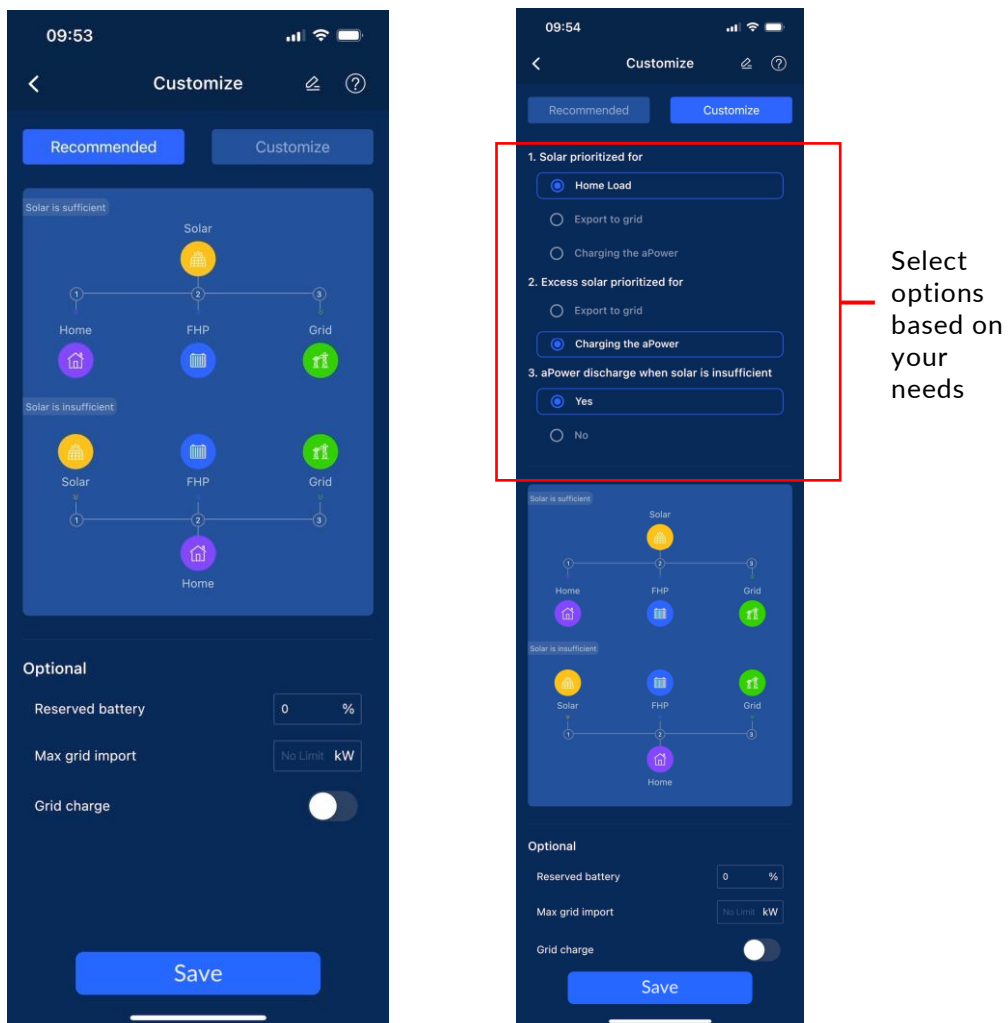 09:53
Customize
Recommended Customize
Solar is sufficient
Solar
1 2 3
Home FHP Grid
Solar is insufficient
Solar FHP Grid
1 2 3
Home
Optional
Reserved battery 0 %
Max grid import No Limit kW
Grid charge
Save
09:54
Customize
Recommended Customize
1. Solar prioritized for
Home Load
Export to grid
Charging the aPower
2. Excess solar prioritized for
Export to grid
Charging the aPower
3. aPower discharge when solar is insufficient
Yes
No
Solar is sufficient
Solar
1 2 3
Home FHP Grid
Solar is insufficient
Solar FHP Grid
1 2 3
Home
Optional
Reserved battery 0 %
Max grid import No Limit kW
Grid charge
Save
Select
options
based on
your
needs